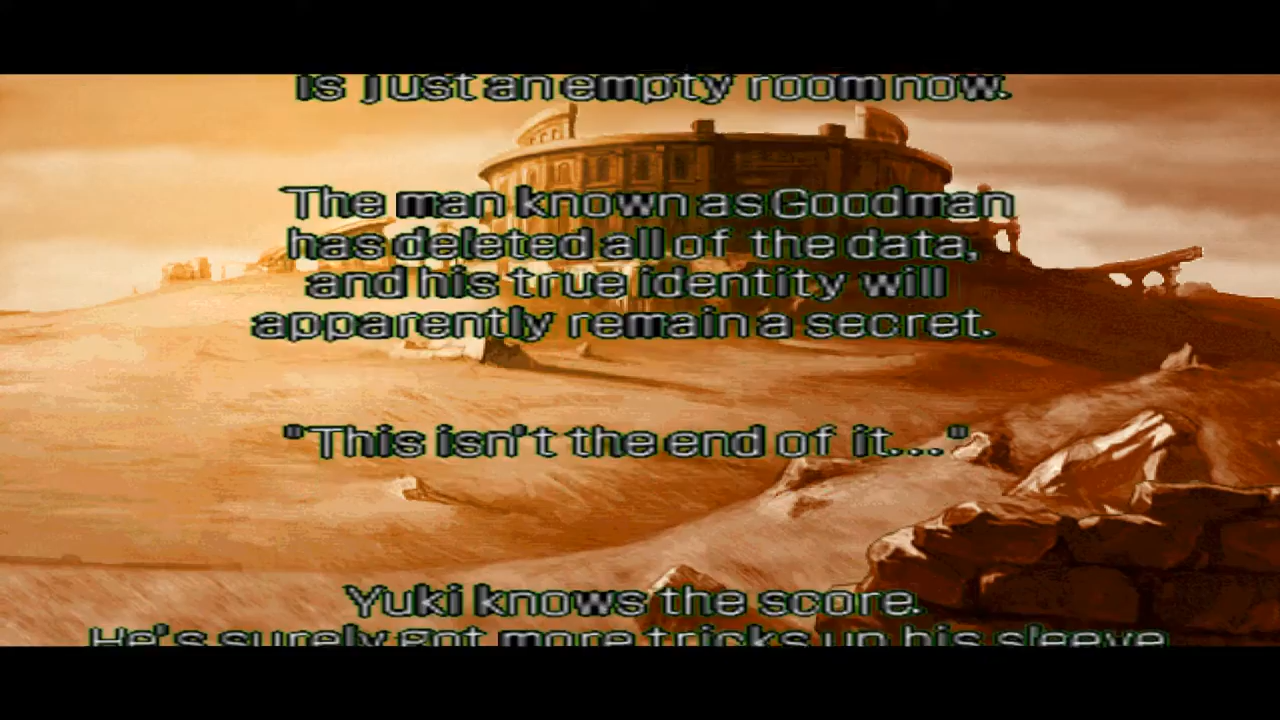 is just an empty room now.
The man known as Goodman
has deleted all of the data,
and his true identity will
apparently remain a secret.
"This isn't the end of it..."
Yuki knows the score.
He's surely got more tricks up his sleeve